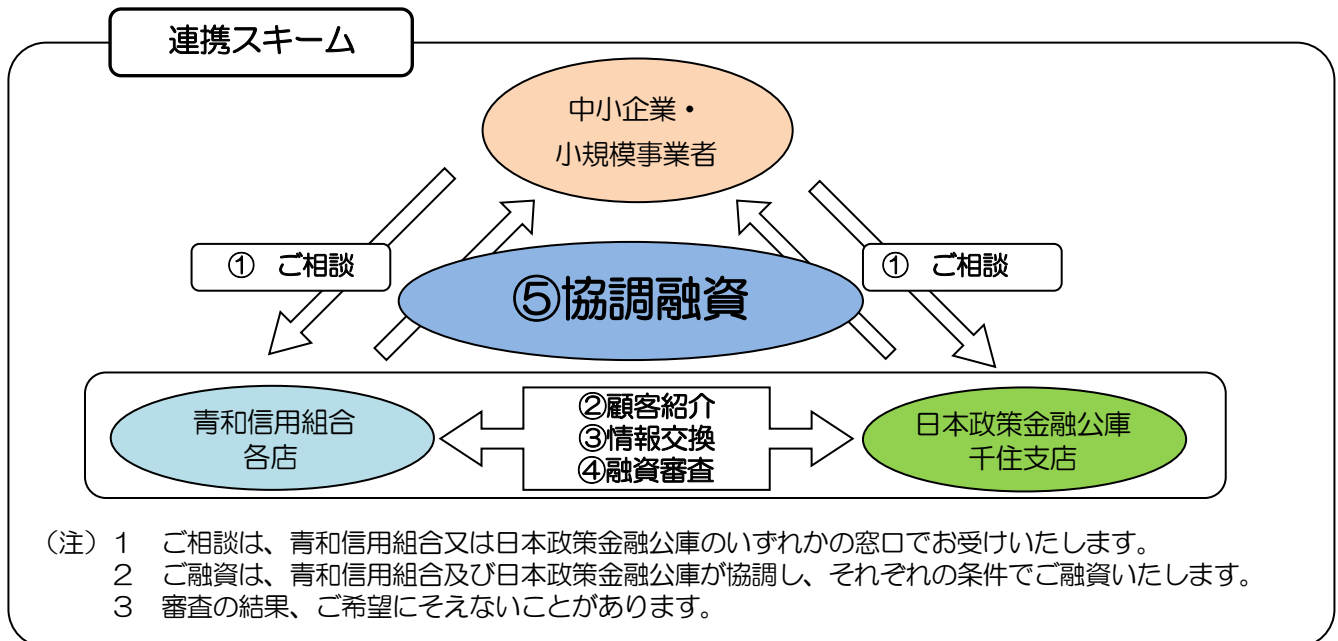 連携スキーム
中小企業・
小規模事業者
① ご相談
① ご相談
⑤協調融資
青和信用組合
各店
②顧客紹介
③情報交換
④融資審査
日本政策金融公庫
千住支店
（注）１　ご相談は、青和信用組合又は日本政策金融公庫のいずれかの窓口でお受けいたします。
２　ご融資は、青和信用組合及び日本政策金融公庫が協調し、それぞれの条件でご融資いたします。
３　審査の結果、ご希望にそえないことがあります。